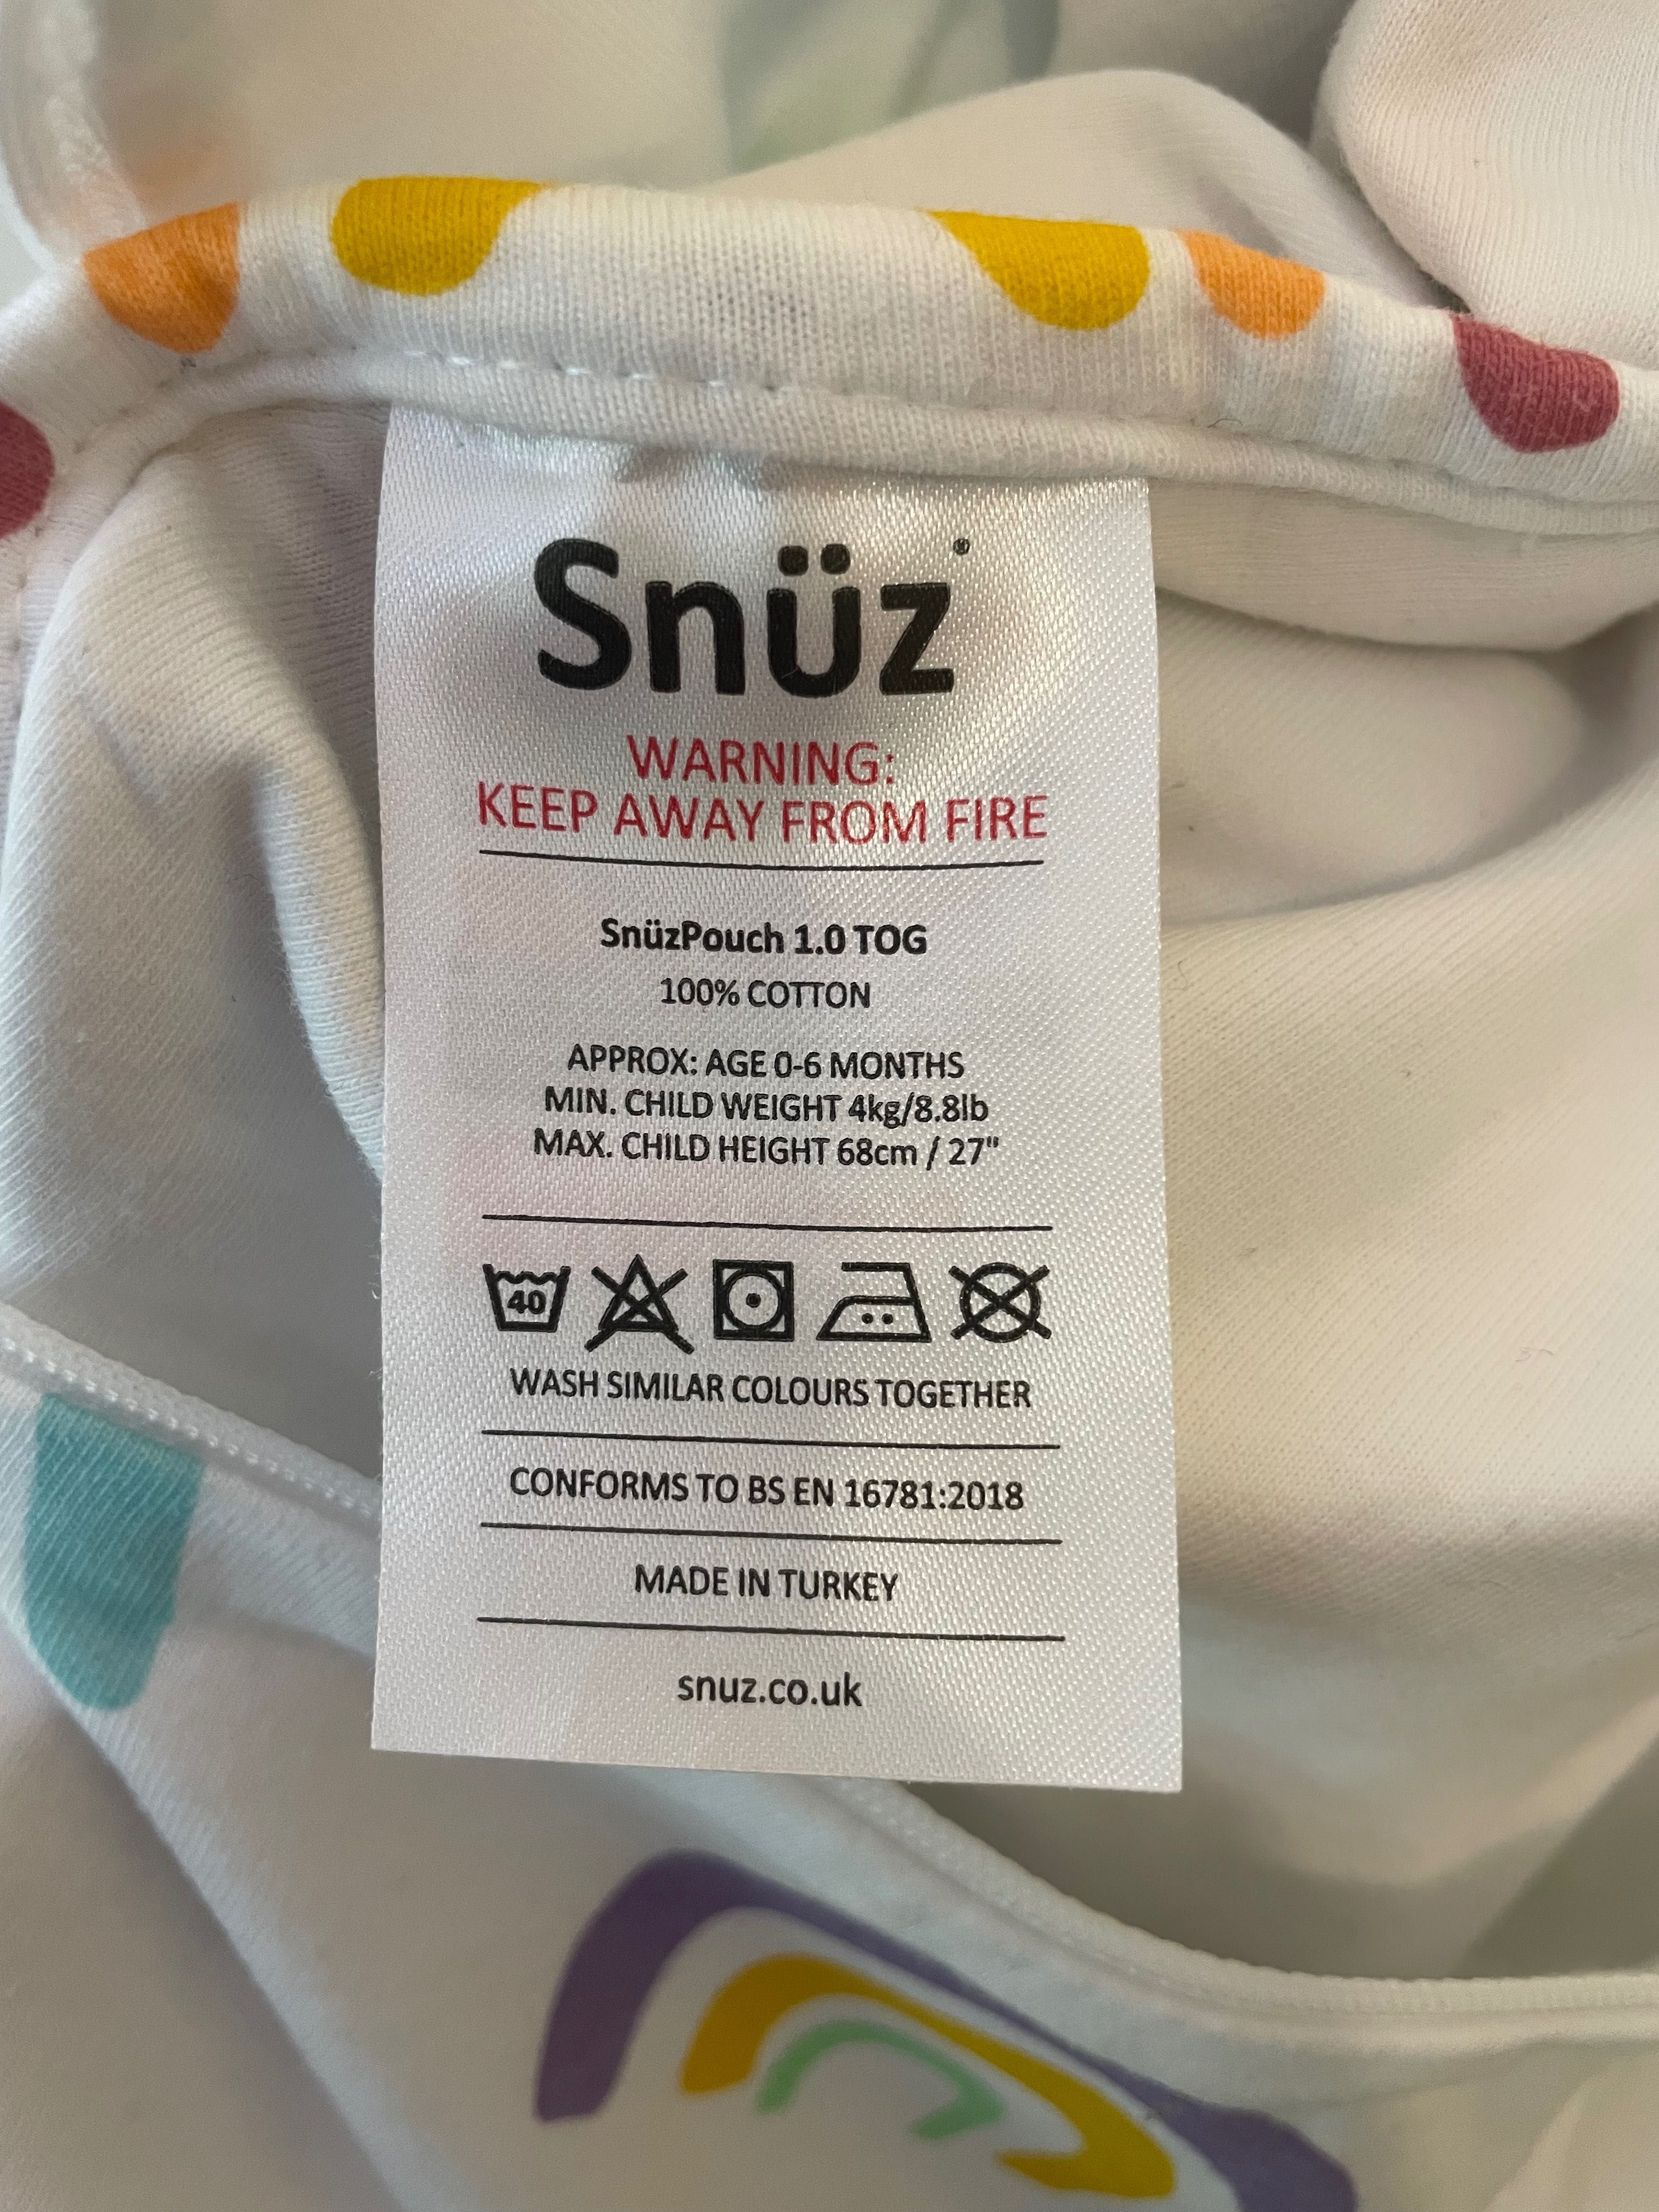 Snüz®
WARNING:
KEEP AWAY FROM FIRE
SnüzPouch 1.0 TOG
100% COTTON
APPROX: AGE 0-6 MONTHS
MIN. CHILD WEIGHT 4kg/8.8lb
MAX. CHILD HEIGHT 68cm / 27"
40
WASH SIMILAR COLOURS TOGETHER
CONFORMS TO BS EN 16781:2018
MADE IN TURKEY
snuz.co.uk